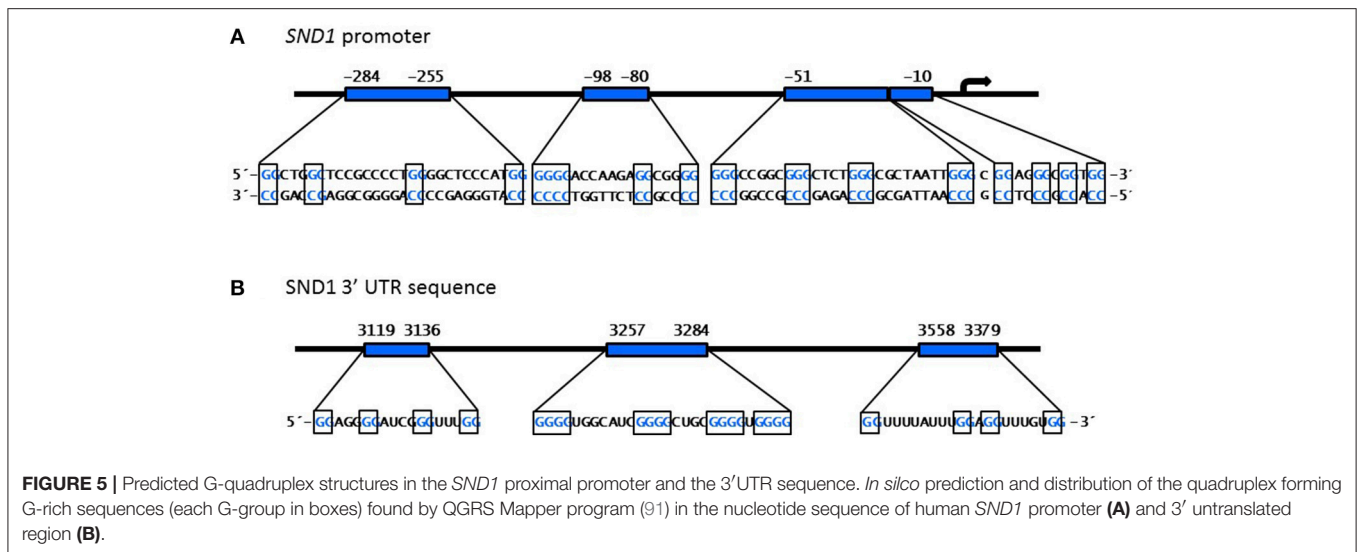 A SND1 promoter
-284 -255 -98 -80 -51 -10
5´-GGCTGGCTCCGCCCCTGGGGCTCCCATGG GGGGACCAAGAGGCGGGG GGGCCGGCGGGCTCTGGGCGCTAATTGGG C GGAGGGCGGTGG -3´
3´-CCGACCGAGGCGGGGACCCCGAGGGTACC CCCCTGGTTCTCCGCCCC CCCGGCCGCCCGAGACCCGCGATTAACCC G CCTCCCGCCACC -5´
B SND1 3′ UTR sequence
3119 3136 3257 3284 3558 3379
5´-GGAGGGGAUCGGGUUUGG GGGGUGGCAUCGGGGCUGCGGGGUGGGG GGUUUUAUUUGGAGGUUUGUGG -3´
FIGURE 5 | Predicted G-quadruplex structures in the SND1 proximal promoter and the 3′UTR sequence. In silico prediction and distribution of the quadruplex forming
G-rich sequences (each G-group in boxes) found by QGRS Mapper program (91) in the nucleotide sequence of human SND1 promoter (A) and 3′ untranslated
region (B).